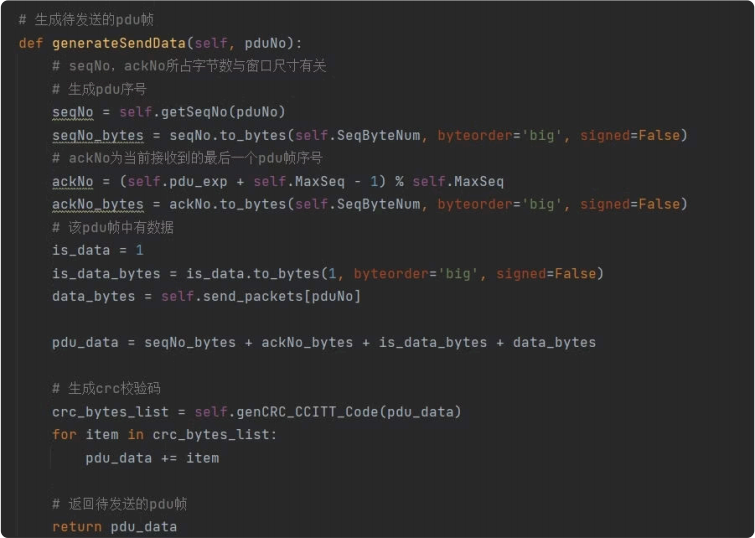 # 生成待发送的pdu帧
def generateSendData(self, pduNo):
# seqNo，ackNo所占字节数与窗口尺寸有关
# 生成pdu序号
seqNo = self.getSeqNo(pduNo)
seqNo_bytes = seqNo.to_bytes(self.SeqByteNum, byteorder='big', signed=False)
# ackNo为当前接收到的最后一个pdu帧序号
ackNo = (self.pdu_exp + self.MaxSeq - 1) % self.MaxSeq
ackNo_bytes = ackNo.to_bytes(self.SeqByteNum, byteorder='big', signed=False)
# 该pdu帧中有数据
is_data = 1
is_data_bytes = is_data.to_bytes(1, byteorder='big', signed=False)
data_bytes = self.send_packets[pduNo]
pdu_data = seqNo_bytes + ackNo_bytes + is_data_bytes + data_bytes
# 生成crc校验码
crc_bytes_list = self.genCRC_CCITT_Code(pdu_data)
for item in crc_bytes_list:
pdu_data += item
# 返回待发送的pdu帧
return pdu_data